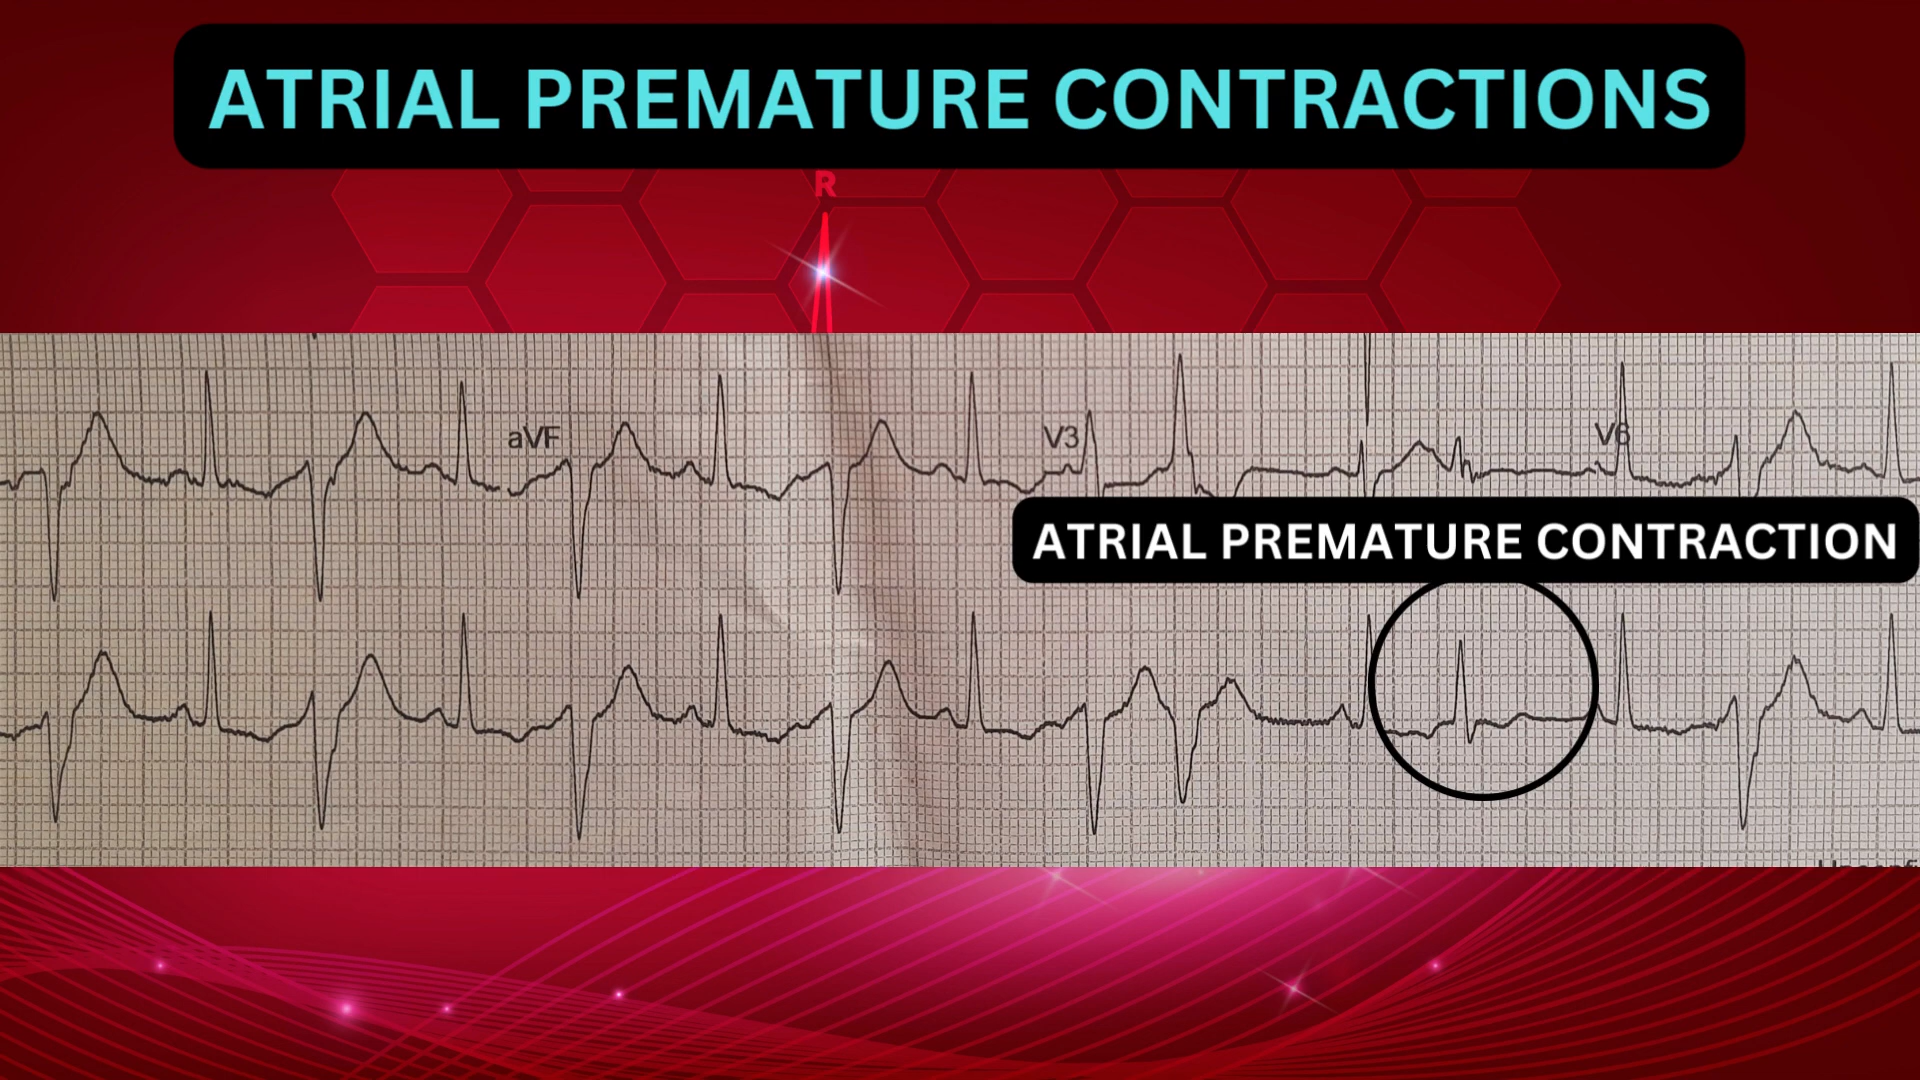 ATRIAL PREMATURE CONTRACTIONS
R
aVF
V3
V6
ATRIAL PREMATURE CONTRACTION